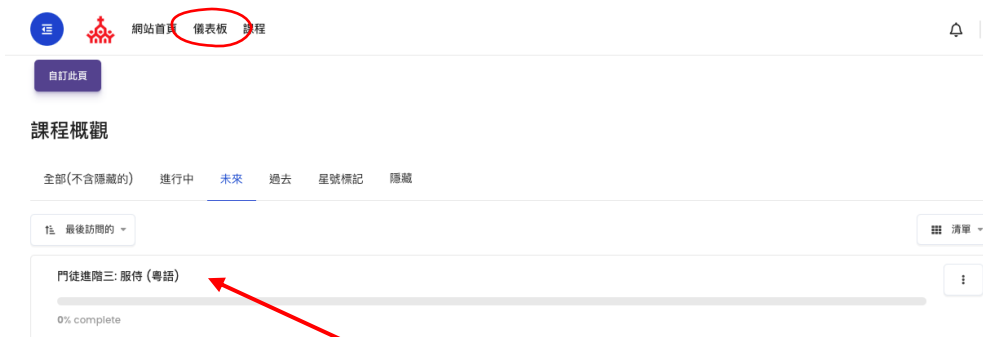 網站首頁 儀表板 課程
自訂此頁
課程概觀
全部(不含隱藏的) 進行中 未來 過去 星號標記 隱藏
最後訪問的 清單
門徒進階三: 服侍 (粵語)
0% complete